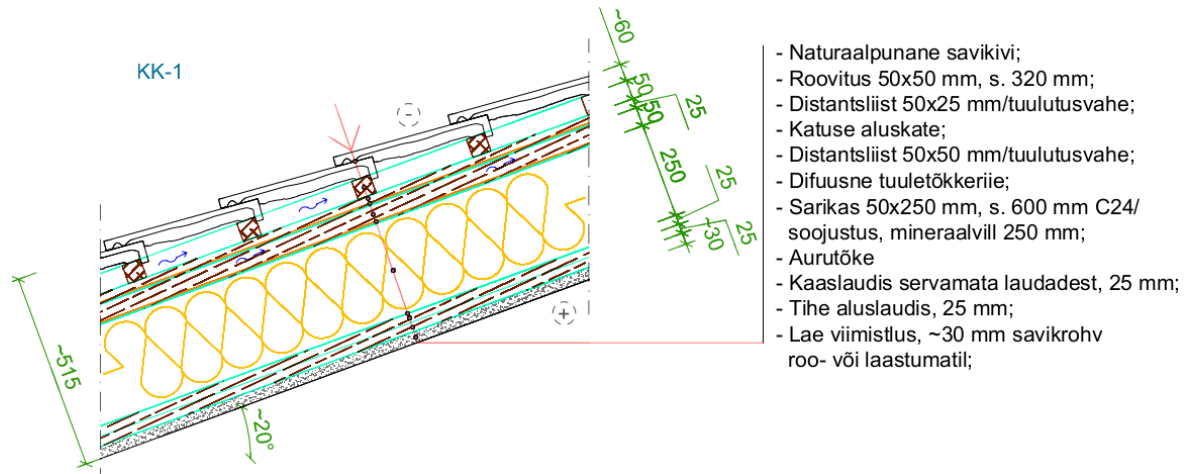 KK-1
~60
50
50
25
250
25
~30
25
~515
~20°
-
+
- Naturaalpunane savikivi;
- Roovitus 50x50 mm, s. 320 mm;
- Distantsliist 50x25 mm/tuulutusvahe;
- Katuse aluskate;
- Distantsliist 50x50 mm/tuulutusvahe;
- Difuusne tuuletõkkeriie;
- Sarikas 50x250 mm, s. 600 mm C24/
soojustus, mineraalvill 250 mm;
- Aurutõke
- Kaaslaudis servamata laudadest, 25 mm;
- Tihe aluslaudis, 25 mm;
- Lae viimistlus, ~30 mm savikrohv
roo- või laastumatil;